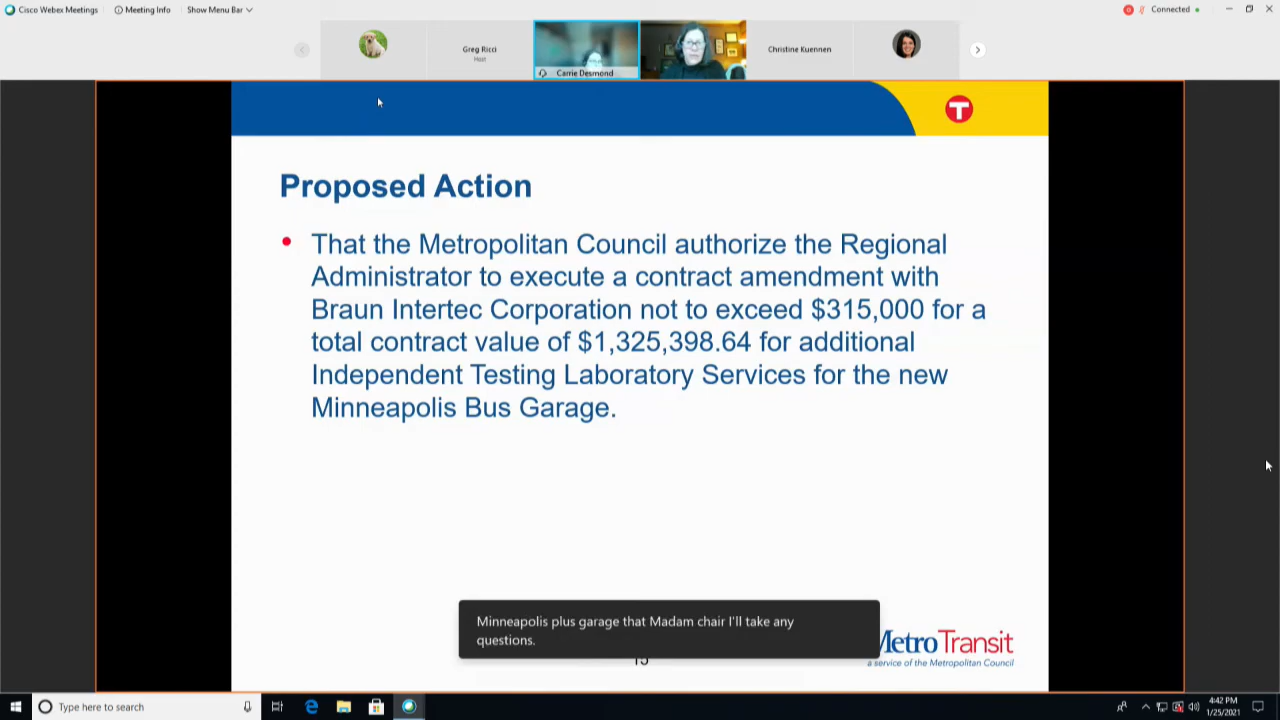 Cisco Webex Meetings
Meeting Info
Show Menu Bar
Connected
Greg Ricci
Host
Carrie Desmond
Christine Kuennen
T
Proposed Action
• That the Metropolitan Council authorize the Regional
Administrator to execute a contract amendment with
Braun Intertec Corporation not to exceed $315,000 for a
total contract value of $1,325,398.64 for additional
Independent Testing Laboratory Services for the new
Minneapolis Bus Garage.
Minneapolis plus garage that Madam chair I'll take any
questions.
MetroTransit
a service of the Metropolitan Council
Type here to search
4:42 PM
1/25/2021